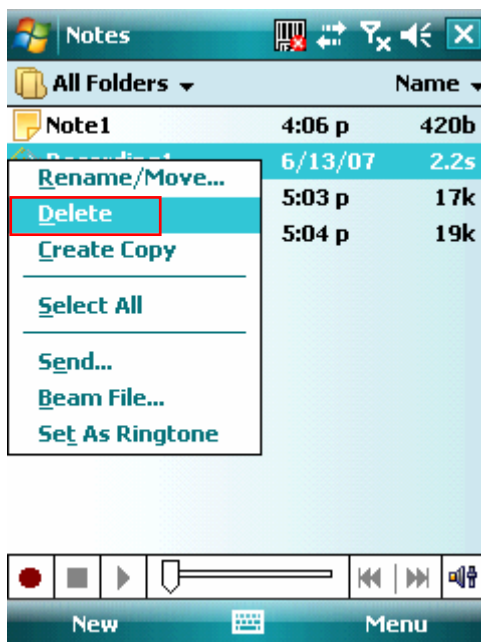 Notes
All Folders
Name
Note1 4:06 p 420b
Recording1 6/13/07 2.2s
Rename/Move...
5:03 p 17k
Delete
5:04 p 19k
Create Copy
Select All
Send...
Beam File...
Set As Ringtone
New Menu